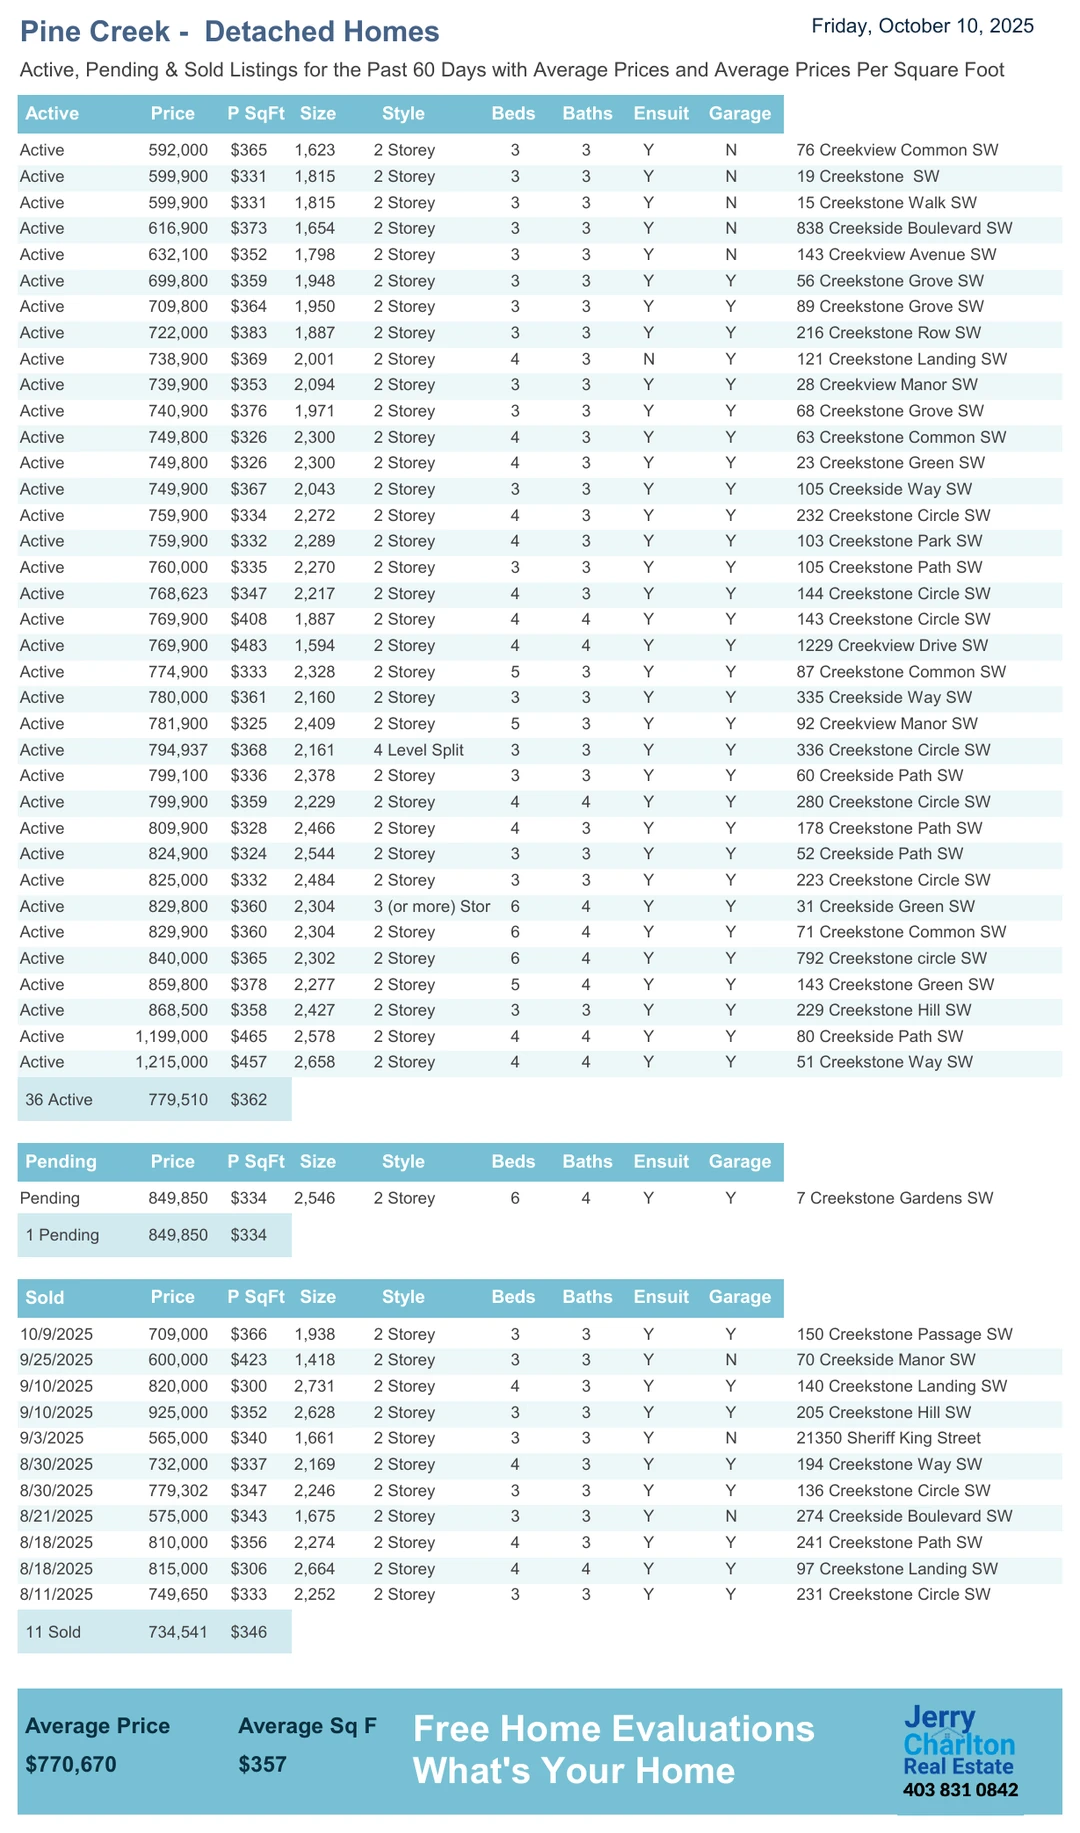 Pine Creek - Detached Homes
Friday, October 10, 2025
Active, Pending & Sold Listings for the Past 60 Days with Average Prices and Average Prices Per Square Foot
Active Price P SqFt Size Style Beds Baths Ensuit Garage
Active 592,000 $365 1,623 2 Storey 3 3 Y N 76 Creekview Common SW
Active 599,900 $331 1,815 2 Storey 3 3 Y N 19 Creekstone SW
Active 599,900 $331 1,815 2 Storey 3 3 Y N 15 Creekstone Walk SW
Active 616,900 $373 1,654 2 Storey 3 3 Y N 838 Creekside Boulevard SW
Active 632,100 $352 1,798 2 Storey 3 3 Y N 143 Creekview Avenue SW
Active 699,800 $359 1,948 2 Storey 3 3 Y Y 56 Creekstone Grove SW
Active 709,800 $364 1,950 2 Storey 3 3 Y Y 89 Creekstone Grove SW
Active 722,000 $383 1,887 2 Storey 3 3 Y Y 216 Creekstone Row SW
Active 738,900 $369 2,001 2 Storey 4 3 N Y 121 Creekstone Landing SW
Active 739,900 $353 2,094 2 Storey 3 3 Y Y 28 Creekview Manor SW
Active 740,900 $376 1,971 2 Storey 3 3 Y Y 68 Creekstone Grove SW
Active 749,800 $326 2,300 2 Storey 4 3 Y Y 63 Creekstone Common SW
Active 749,800 $326 2,300 2 Storey 4 3 Y Y 23 Creekstone Green SW
Active 749,900 $367 2,043 2 Storey 3 3 Y Y 105 Creekside Way SW
Active 759,900 $334 2,272 2 Storey 4 3 Y Y 232 Creekstone Circle SW
Active 759,900 $332 2,289 2 Storey 4 3 Y Y 103 Creekstone Park SW
Active 760,000 $335 2,270 2 Storey 3 3 Y Y 105 Creekstone Path SW
Active 768,623 $347 2,217 2 Storey 4 3 Y Y 144 Creekstone Circle SW
Active 769,900 $408 1,887 2 Storey 4 4 Y Y 143 Creekstone Circle SW
Active 769,900 $483 1,594 2 Storey 4 4 Y Y 1229 Creekview Drive SW
Active 774,900 $333 2,328 2 Storey 5 3 Y Y 87 Creekstone Common SW
Active 780,000 $361 2,160 2 Storey 3 3 Y Y 335 Creekside Way SW
Active 781,900 $325 2,409 2 Storey 5 3 Y Y 92 Creekview Manor SW
Active 794,937 $368 2,161 4 Level Split 3 3 Y Y 336 Creekstone Circle SW
Active 799,100 $336 2,378 2 Storey 3 3 Y Y 60 Creekside Path SW
Active 799,900 $359 2,229 2 Storey 4 4 Y Y 280 Creekstone Circle SW
Active 809,900 $328 2,466 2 Storey 4 3 Y Y 178 Creekstone Path SW
Active 824,900 $324 2,544 2 Storey 3 3 Y Y 52 Creekside Path SW
Active 825,000 $332 2,484 2 Storey 3 3 Y Y 223 Creekstone Circle SW
Active 829,800 $360 2,304 3 (or more) Stor 6 4 Y Y 31 Creekside Green SW
Active 829,900 $360 2,304 2 Storey 6 4 Y Y 71 Creekstone Common SW
Active 840,000 $365 2,302 2 Storey 6 4 Y Y 792 Creekstone circle SW
Active 859,800 $378 2,277 2 Storey 5 4 Y Y 143 Creekstone Green SW
Active 868,500 $358 2,427 2 Storey 3 3 Y Y 229 Creekstone Hill SW
Active 1,199,000 $465 2,578 2 Storey 4 4 Y Y 80 Creekside Path SW
Active 1,215,000 $457 2,658 2 Storey 4 4 Y Y 51 Creekstone Way SW
36 Active 779,510 $362
Pending Price P SqFt Size Style Beds Baths Ensuit Garage
Pending 849,850 $334 2,546 2 Storey 6 4 Y Y 7 Creekstone Gardens SW
1 Pending 849,850 $334
Sold Price P SqFt Size Style Beds Baths Ensuit Garage
10/9/2025 709,000 $366 1,938 2 Storey 3 3 Y Y 150 Creekstone Passage SW
9/25/2025 600,000 $423 1,418 2 Storey 3 3 Y N 70 Creekside Manor SW
9/10/2025 820,000 $300 2,731 2 Storey 4 3 Y Y 140 Creekstone Landing SW
9/10/2025 925,000 $352 2,628 2 Storey 3 3 Y Y 205 Creekstone Hill SW
9/3/2025 565,000 $340 1,661 2 Storey 3 3 Y N 21350 Sheriff King Street
8/30/2025 732,000 $337 2,169 2 Storey 4 3 Y Y 194 Creekstone Way SW
8/30/2025 779,302 $347 2,246 2 Storey 3 3 Y Y 136 Creekstone Circle SW
8/21/2025 575,000 $343 1,675 2 Storey 3 3 Y N 274 Creekside Boulevard SW
8/18/2025 810,000 $356 2,274 2 Storey 4 3 Y Y 241 Creekstone Path SW
8/18/2025 815,000 $306 2,664 2 Storey 4 4 Y Y 97 Creekstone Landing SW
8/11/2025 749,650 $333 2,252 2 Storey 3 3 Y Y 231 Creekstone Circle SW
11 Sold 734,541 $346
Average Price Average Sq F
$770,670 $357
Free Home Evaluations
What's Your Home
Jerry
Charlton
Real Estate
403 831 0842